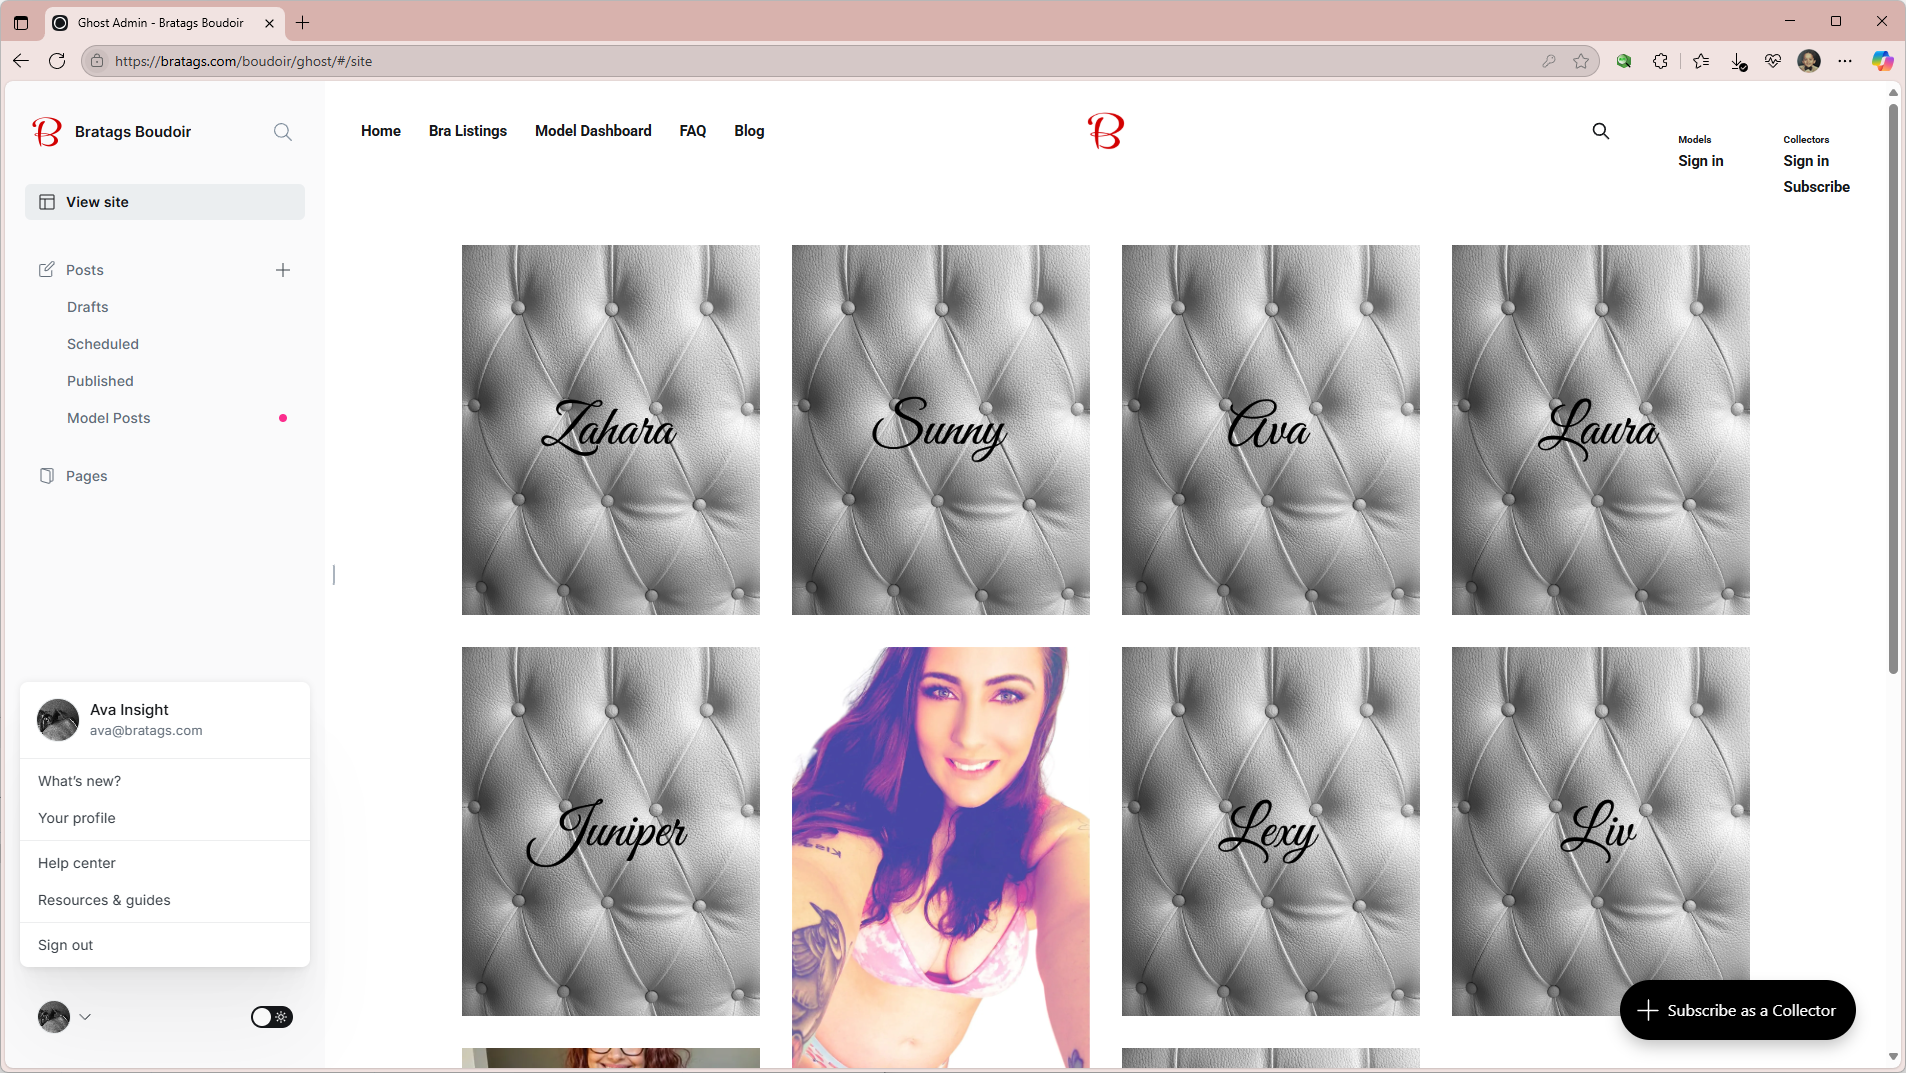 Ghost Admin - Bratags Boudoir
https://bratags.com/boudoir/ghost/#/site
B Bratags Boudoir
View site
Posts
Drafts
Scheduled
Published
Model Posts
Pages
Ava Insight
ava@bratags.com
What's new?
Your profile
Help center
Resources & guides
Sign out
Home Bra Listings Model Dashboard FAQ Blog
B
Models
Sign in
Collectors
Sign in
Subscribe
Zahara
Sunny
Ava
Laura
Juniper
Lexy
Liv
Subscribe as a Collector